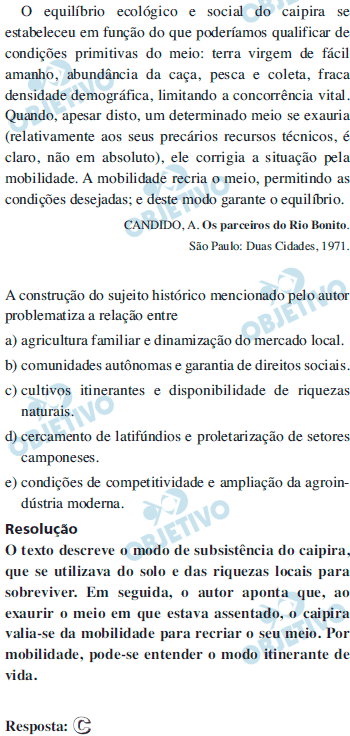 O equilíbrio ecológico e social do caipira se
estabeleceu em função do que poderíamos qualificar de
condições primitivas do meio: terra virgem de fácil
amanho, abundância da caça, pesca e coleta, fraca
densidade demográfica, limitando a concorrência vital.
Quando, apesar disto, um determinado meio se exauria
(relativamente aos seus precários recursos técnicos, é
claro, não em absoluto), ele corrigia a situação pela
mobilidade. A mobilidade recria o meio, permitindo as
condições desejadas; e deste modo garante o equilíbrio.
CANDIDO, A. Os parceiros do Rio Bonito.
São Paulo: Duas Cidades, 1971.
A construção do sujeito histórico mencionado pelo autor
problematiza a relação entre
a) agricultura familiar e dinamização do mercado local.
b) comunidades autônomas e garantia de direitos sociais.
c) cultivos itinerantes e disponibilidade de riquezas
naturais.
d) cercamento de latifúndios e proletarização de setores
camponeses.
e) condições de competitividade e ampliação da agroin-
dústria moderna.
Resolução
O texto descreve o modo de subsistência do caipira,
que se utilizava do solo e das riquezas locais para
sobreviver. Em seguida, o autor aponta que, ao
exaurir o meio em que estava assentado, o caipira
valia-se da mobilidade para recriar o seu meio. Por
mobilidade, pode-se entender o modo itinerante de
vida.
Resposta: C
OBJETIVO
OBJETIVO
OBJETIVO
OBJETIVO
OBJETIVO
OBJETIVO
OBJETIVO
OBJETIVO